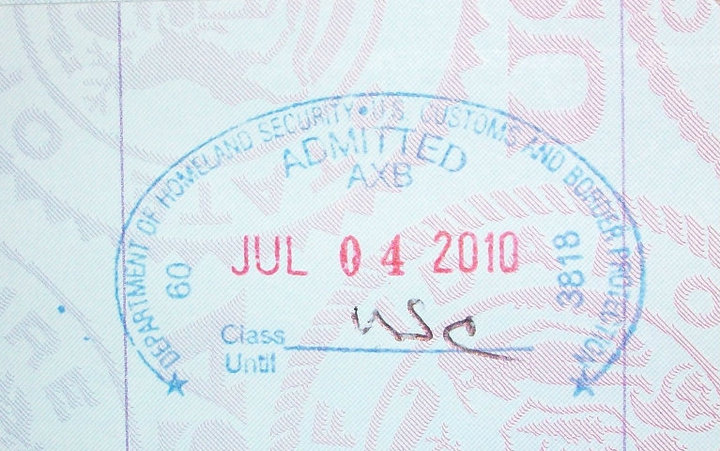 DEPARTMENT OF HOMELAND SECURITY • U.S. CUSTOMS AND BORDER PROTECTION
ADMITTED
AXB
60
JUL 04 2010
3818
Class
USC
Until